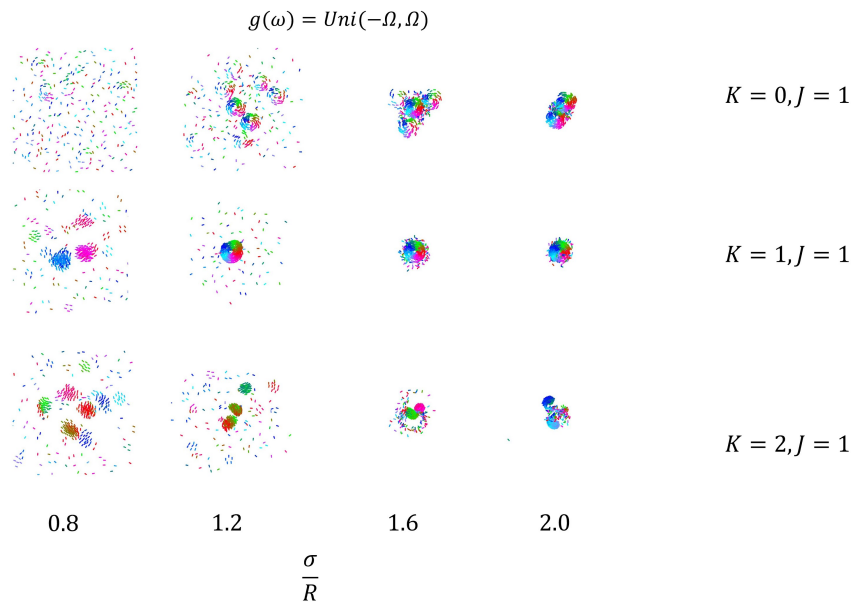 g(ω) = Uni(−Ω, Ω)
K = 0, J = 1
K = 1, J = 1
K = 2, J = 1
0.8 1.2 1.6 2.0
σ
R